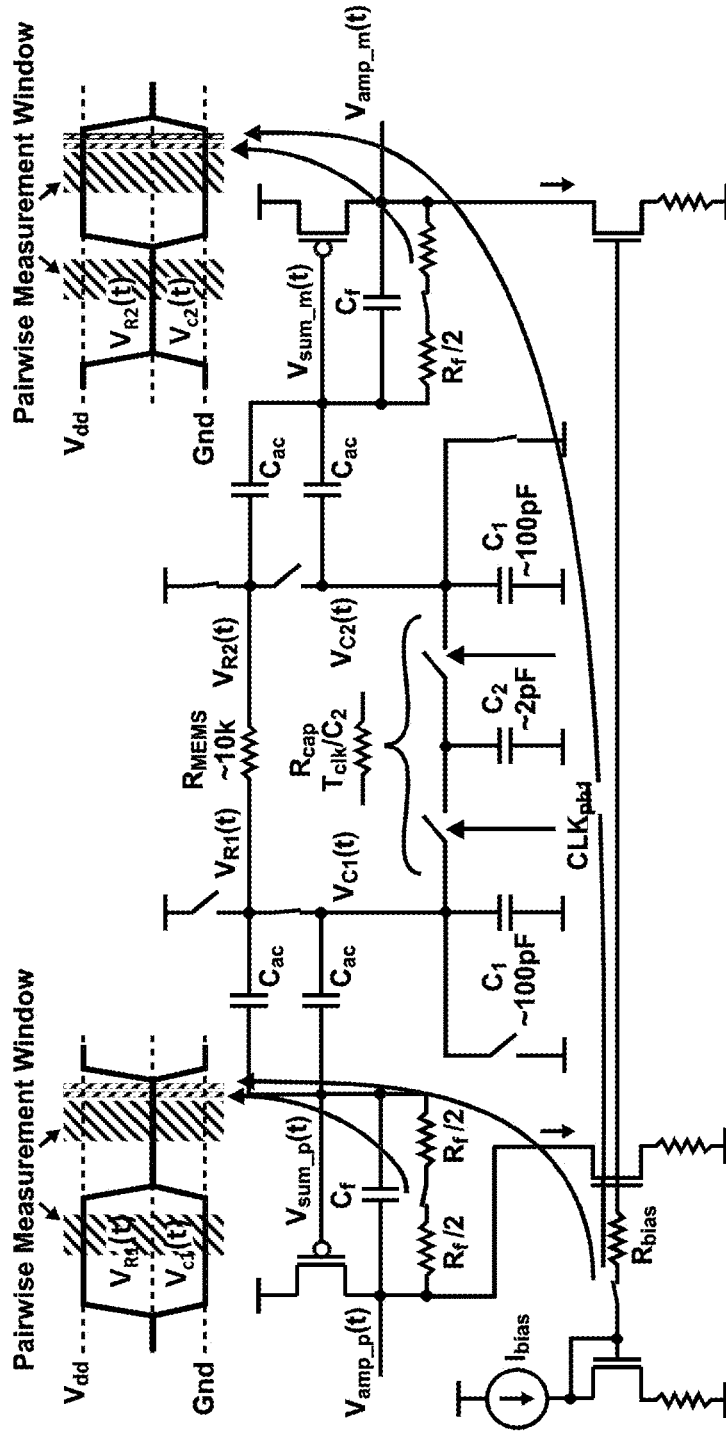 Pairwise Measurement Window
Pairwise Measurement Window
Vdd
VR1(t)
Vc1(t)
Gnd
Vdd
VR2(t)
Vc2(t)
Gnd
Vamp_p(t)
Vsum_p(t)
Cf
Rf/2
Rf/2
Cac
Cac
VR1(t)
RMEMS
~10k
VR2(t)
Cac
Cac
Vsum_m(t)
Cf
Rf/2
Vamp_m(t)
VC1(t)
Rcap
Tclk/C2
VC2(t)
C1
~100pF
C2
~2pF
C1
~100pF
CLKph1
Ibias
Rbias